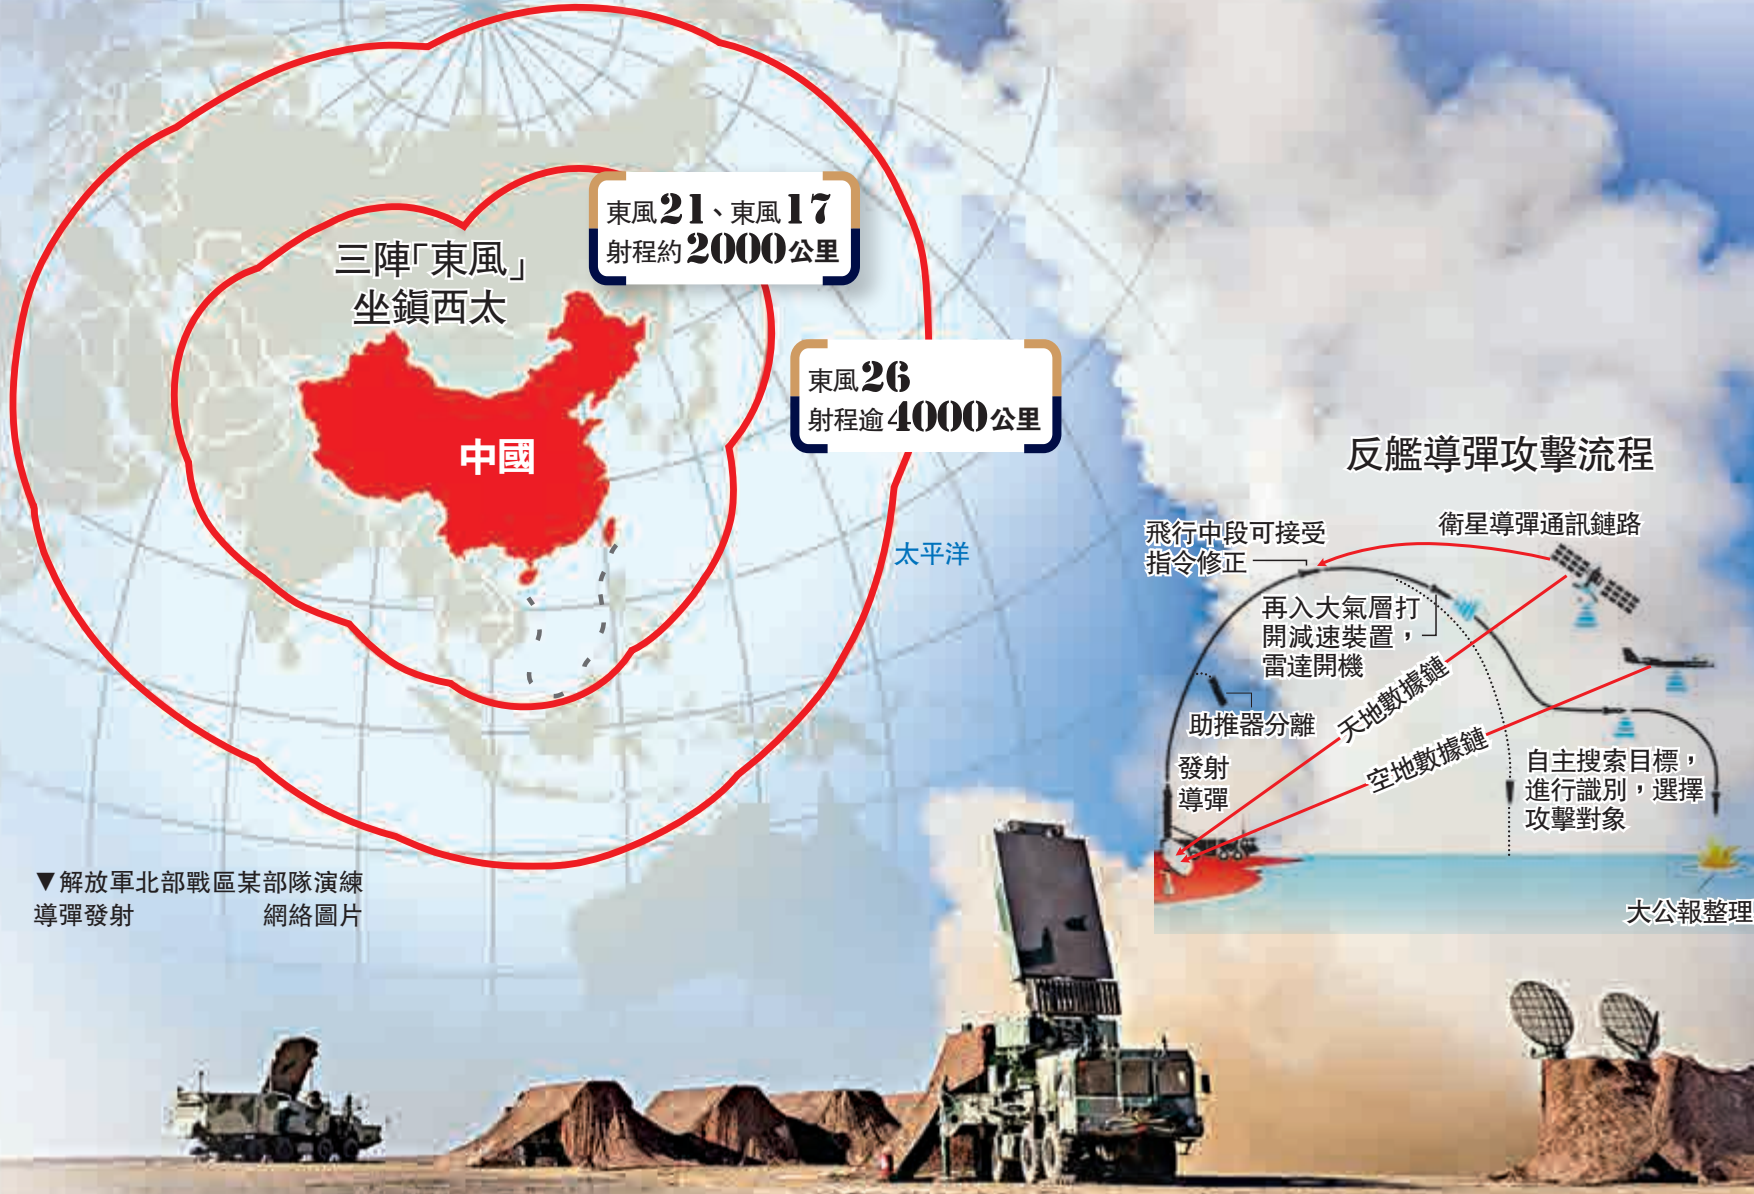 三陣「東風」
坐鎮西太
東風21、東風17
射程約2000公里
東風26
射程逾4000公里
中國
太平洋
反艦導彈攻擊流程
飛行中段可接受
指令修正
衛星導彈通訊鏈路
再入大氣層打
開減速裝置，
雷達開機
助推器分離
天地數據鏈
空地數據鏈
發射
導彈
自主搜索目標，
進行識別，選擇
攻擊對象
▼解放軍北部戰區某部隊演練
導彈發射 網絡圖片
大公報整理